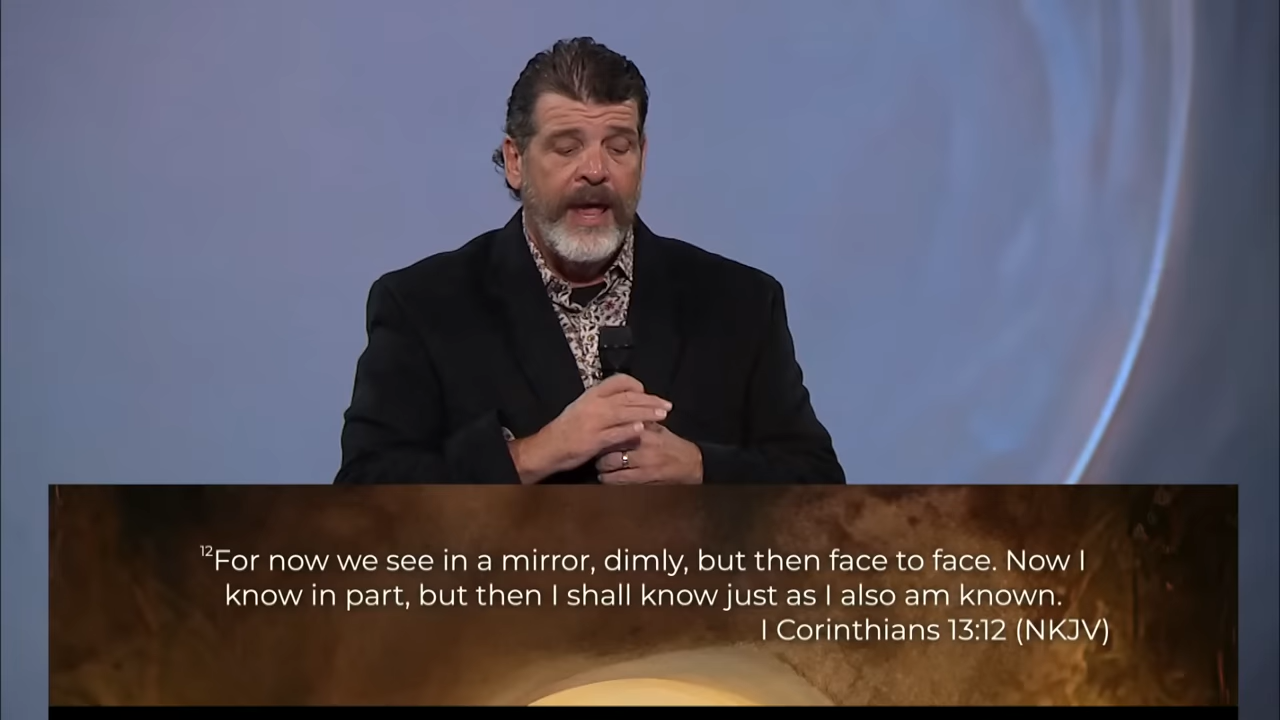 ¹²For now we see in a mirror, dimly, but then face to face. Now I
know in part, but then I shall know just as I also am known.
I Corinthians 13:12 (NKJV)